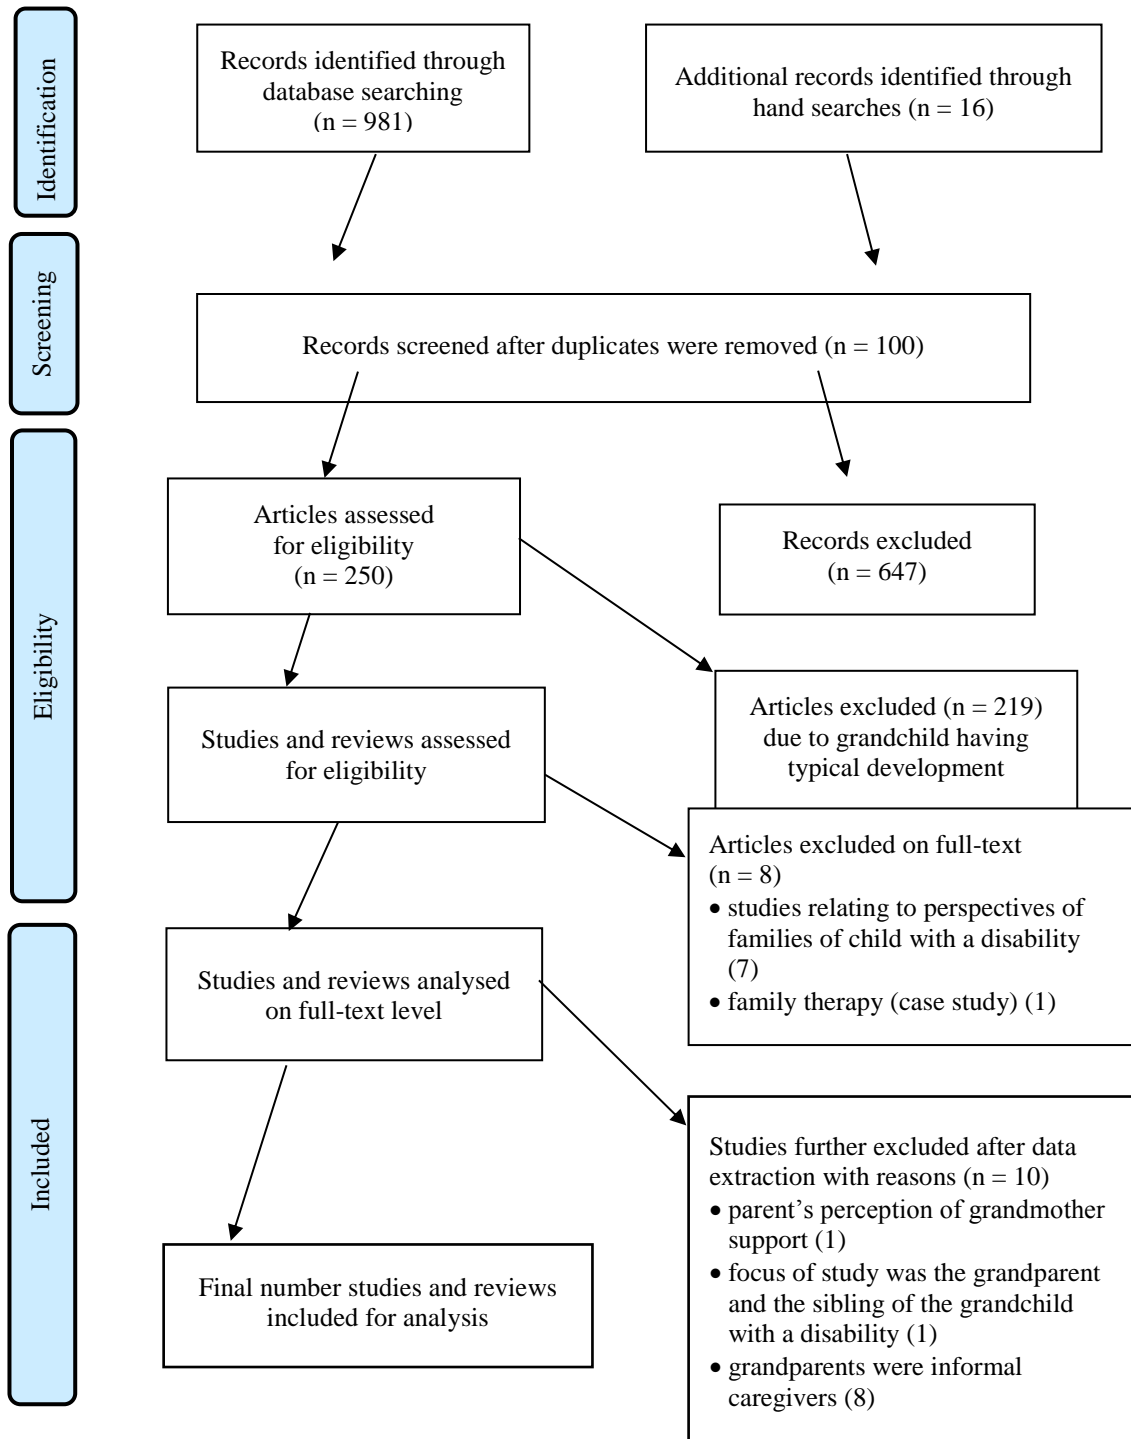 Identification
Records identified through
database searching
(n = 981)
Additional records identified through
hand searches (n = 16)
Screening
Records screened after duplicates were removed (n = 100)
Eligibility
Articles assessed
for eligibility
(n = 250)
Records excluded
(n = 647)
Articles excluded (n = 219)
due to grandchild having
typical development
Studies and reviews assessed
for eligibility
Articles excluded on full-text
(n = 8)
• studies relating to perspectives of
families of child with a disability
(7)
• family therapy (case study) (1)
Included
Studies and reviews analysed
on full-text level
Studies further excluded after data
extraction with reasons (n = 10)
• parent’s perception of grandmother
support (1)
• focus of study was the grandparent
and the sibling of the grandchild
with a disability (1)
• grandparents were informal
caregivers (8)
Final number studies and reviews
included for analysis